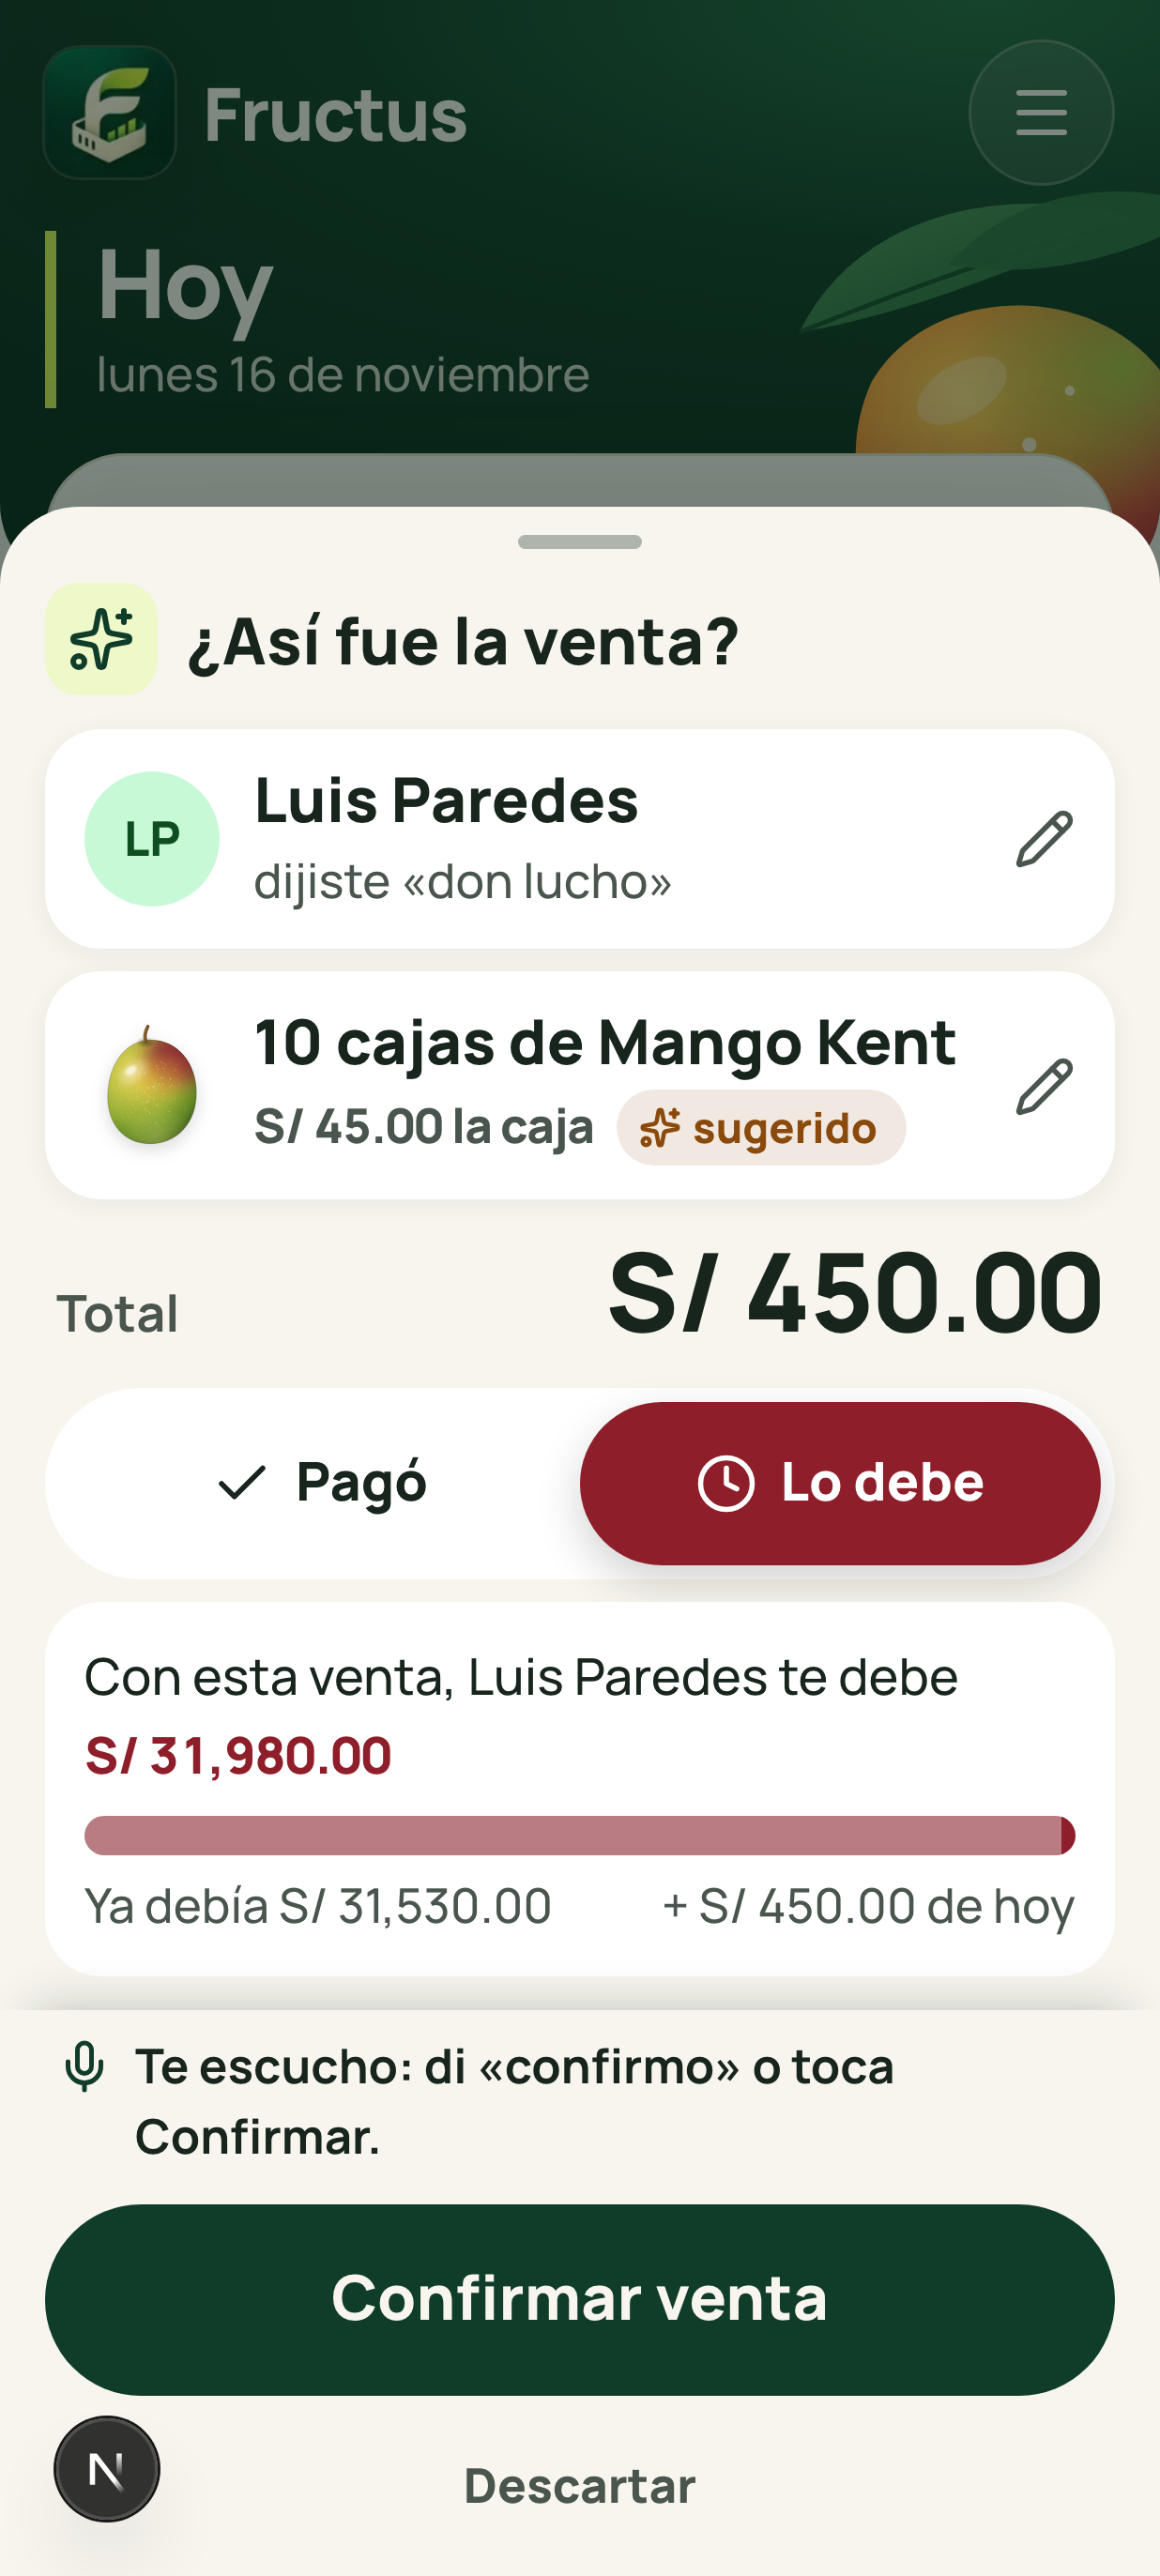 Fructus
Hoy
lunes 16 de noviembre
¿Así fue la venta?
LP
Luis Paredes
dijiste «don lucho»
10 cajas de Mango Kent
S/ 45.00 la caja sugerido
Total S/ 450.00
Pagó Lo debe
Con esta venta, Luis Paredes te debe
S/ 31,980.00
Ya debía S/ 31,530.00 + S/ 450.00 de hoy
Te escucho: di «confirmo» o toca
Confirmar.
Confirmar venta
N
Descartar